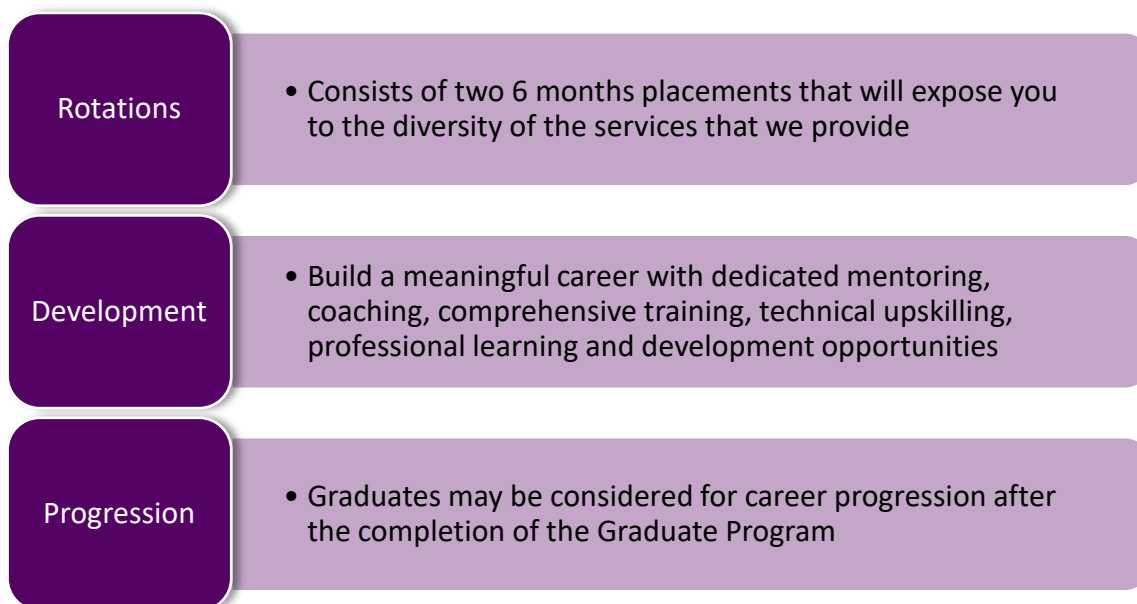 Rotations
• Consists of two 6 months placements that will expose you
to the diversity of the services that we provide
Development
• Build a meaningful career with dedicated mentoring,
coaching, comprehensive training, technical upskilling,
professional learning and development opportunities
Progression
• Graduates may be considered for career progression after
the completion of the Graduate Program